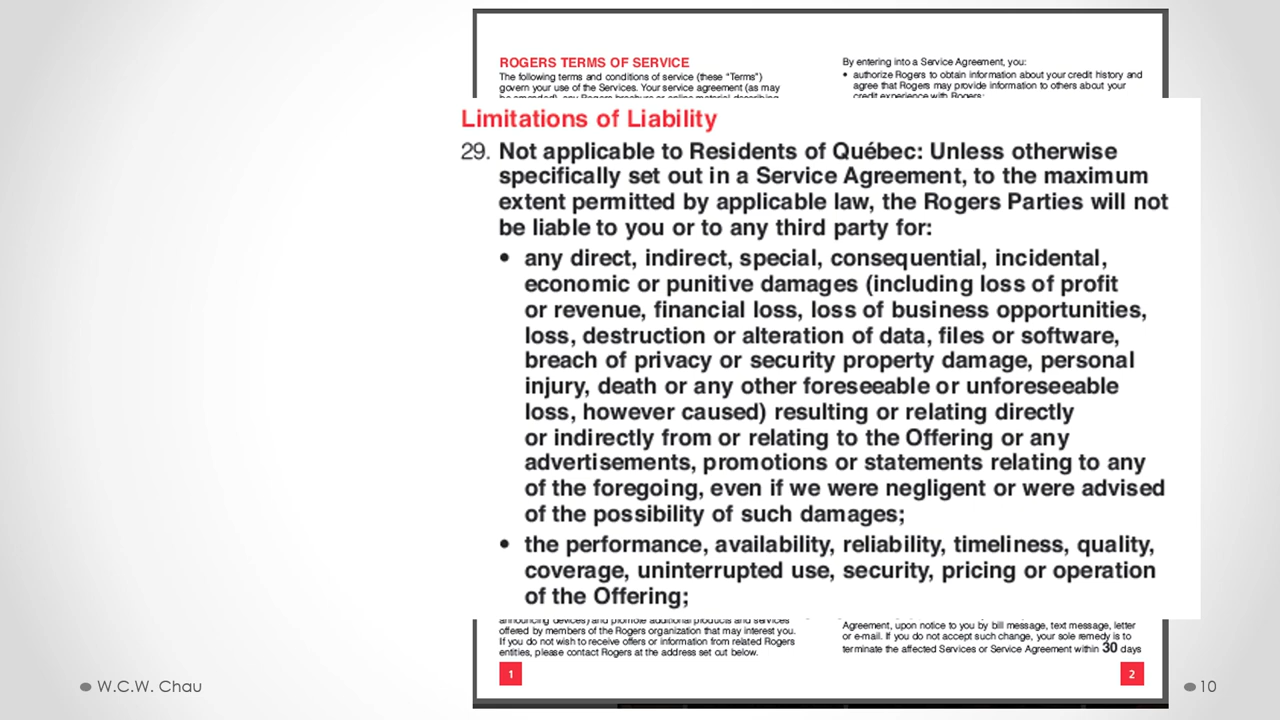 ROGERS TERMS OF SERVICE
The following terms and conditions of service (these “Terms”)
govern your use of the Services. Your service agreement (as may
By entering into a Service Agreement, you:
• authorize Rogers to obtain information about your credit history and
agree that Rogers may provide information to others about your
credit experience with Rogers;
Limitations of Liability
29. Not applicable to Residents of Québec: Unless otherwise
specifically set out in a Service Agreement, to the maximum
extent permitted by applicable law, the Rogers Parties will not
be liable to you or to any third party for:
• any direct, indirect, special, consequential, incidental,
economic or punitive damages (including loss of profit
or revenue, financial loss, loss of business opportunities,
loss, destruction or alteration of data, files or software,
breach of privacy or security property damage, personal
injury, death or any other foreseeable or unforeseeable
loss, however caused) resulting or relating directly
or indirectly from or relating to the Offering or any
advertisements, promotions or statements relating to any
of the foregoing, even if we were negligent or were advised
of the possibility of such damages;
• the performance, availability, reliability, timeliness, quality,
coverage, uninterrupted use, security, pricing or operation
of the Offering;
announcing devices) and promote additional products and services
offered by members of the Rogers organization that may interest you.
If you do not wish to receive offers or information from related Rogers
entities, please contact Rogers at the address set out below.
Agreement, upon notice to you by bill message, text message, letter
or e-mail. If you do not accept such change, your sole remedy is to
terminate the affected Services or Service Agreement within 30 days
1
2
W.C.W. Chau
10